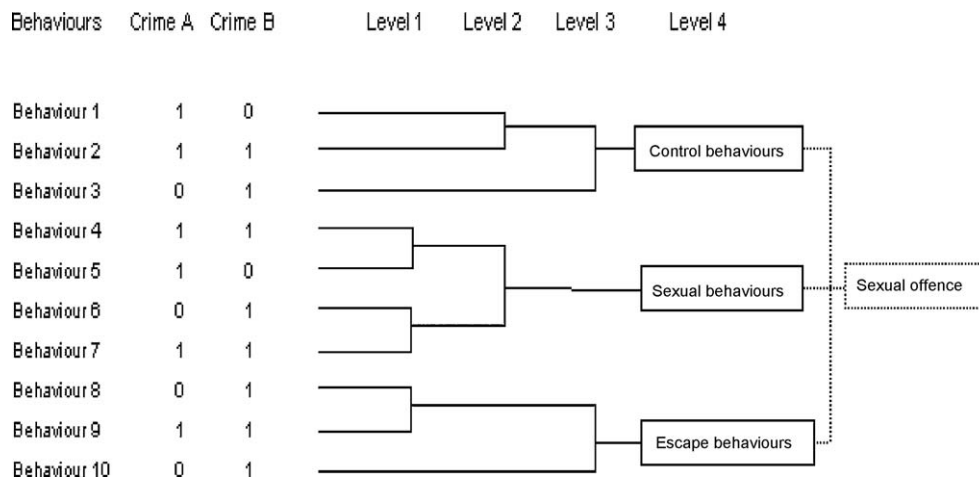 Behaviours Crime A Crime B Level 1 Level 2 Level 3 Level 4
Behaviour 1 1 0
Behaviour 2 1 1 Control behaviours
Behaviour 3 0 1
Behaviour 4 1 1
Behaviour 5 1 0 Sexual behaviours Sexual offence
Behaviour 6 0 1
Behaviour 7 1 1
Behaviour 8 0 1
Behaviour 9 1 1 Escape behaviours
Behaviour 10 0 1